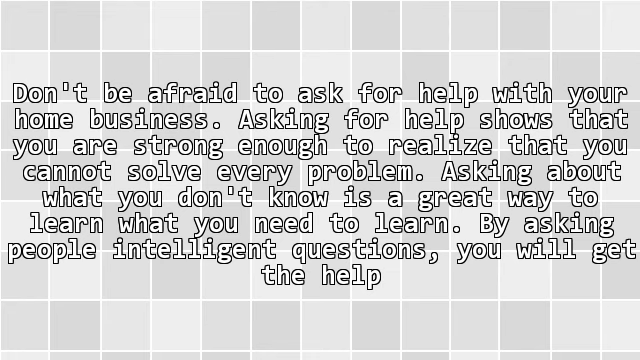 Don't be afraid to ask for help with your
home business. Asking for help shows that
you are strong enough to realize that you
cannot solve every problem. Asking about
what you don't know is a great way to
learn what you need to learn. By asking
people intelligent questions, you will get
the help